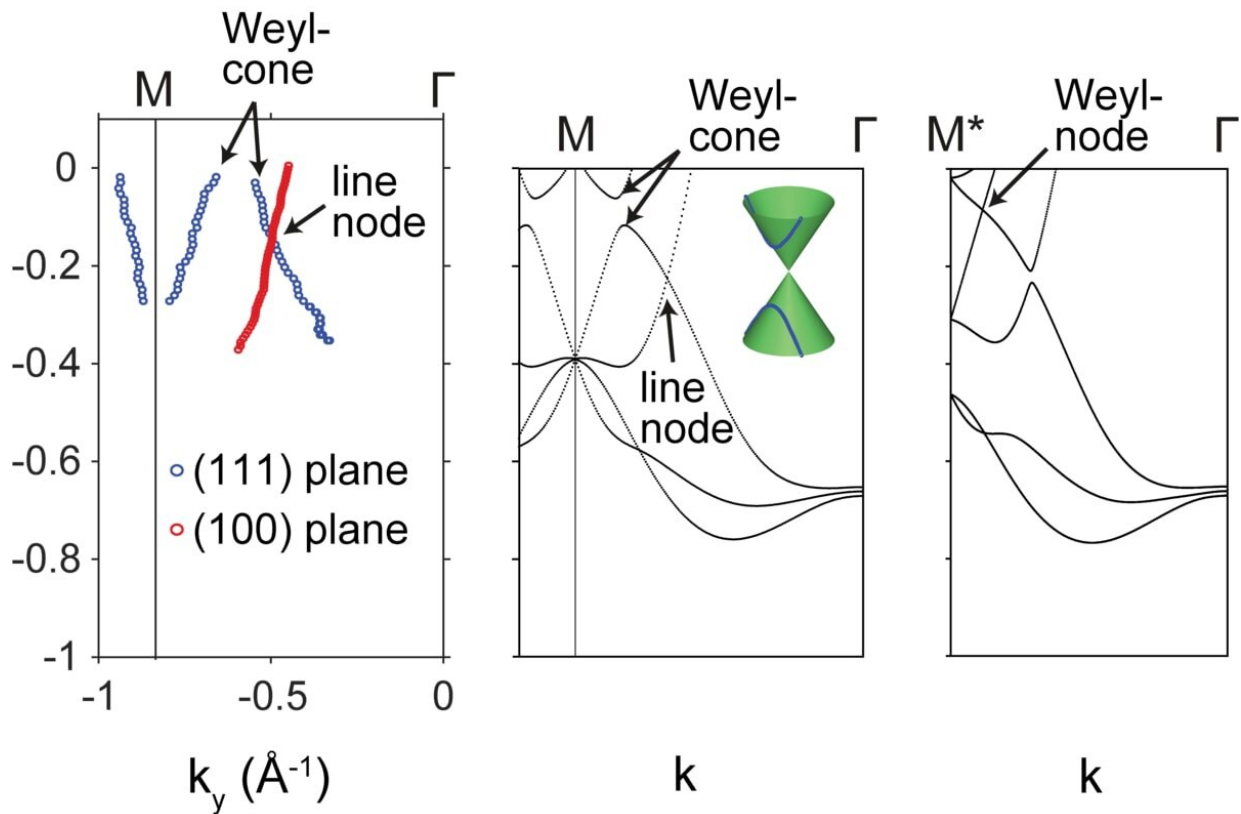 Weyl-
cone
M
Γ
0
-0.2
-0.4
-0.6
-0.8
-1
line
node
(111) plane
(100) plane
-1
-0.5
0
k_y (Å⁻¹)
M
Weyl-
cone
Γ
line
node
k
M*
Weyl-
node
Γ
k